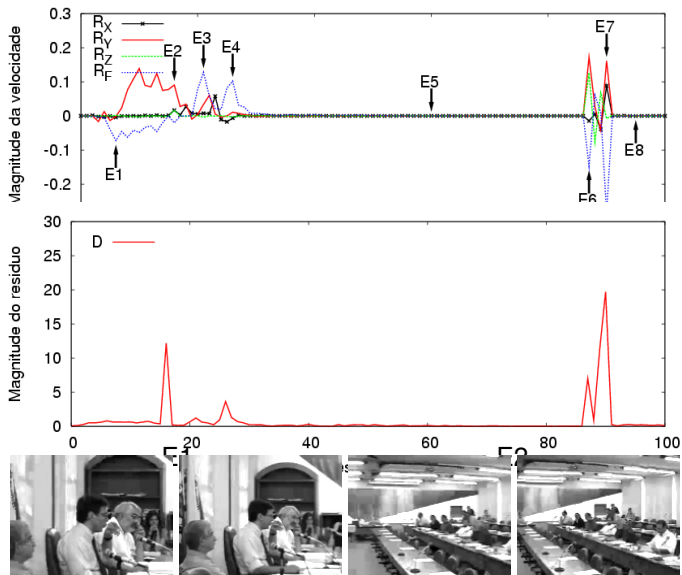 R_X
R_Y
R_Z
R_F
Magnitude da velocidade
0.3
0.2
0.1
0
-0.1
-0.2
E1
E2
E3
E4
E5
E6
E7
E8
Magnitude do resíduo
30
25
20
15
10
5
0
D
0 20 40 60 80 100